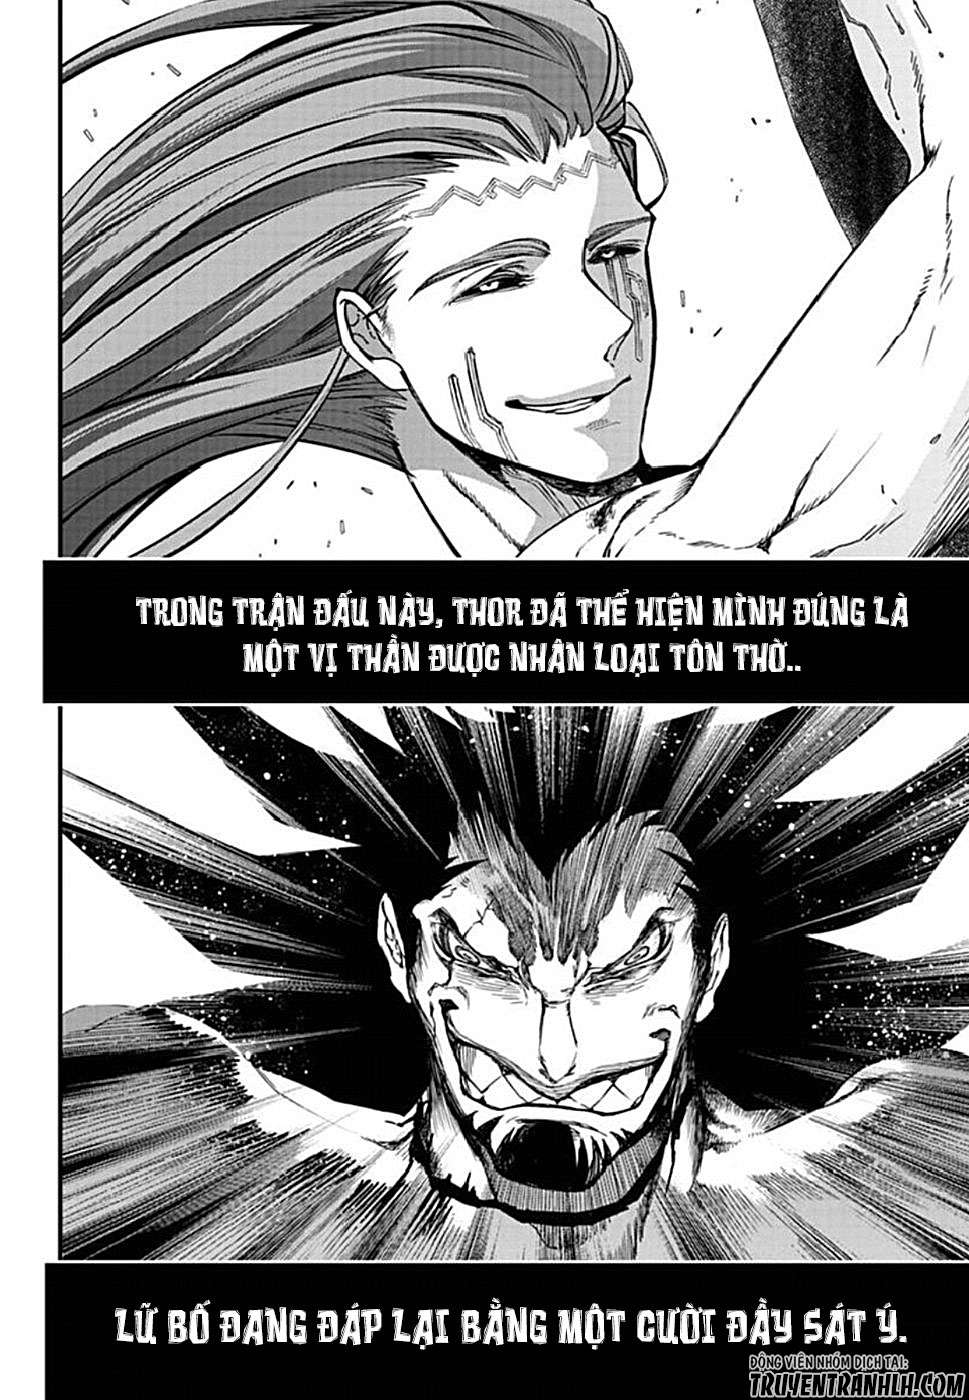 TRONG TRẬN ĐẤU NÀY, THOR ĐÃ THỂ HIỆN MÌNH ĐÚNG LÀ
MỘT VỊ THẦN ĐƯỢC NHÂN LOẠI TÔN THỜ..
LỮ BỐ ĐANG ĐÁP LẠI BẰNG MỘT CƯỜI ĐẦY SÁT Ý.
ĐỘNG VIÊN NHÓM DỊCH TẠI:
TRUYENTRANHLH.COM